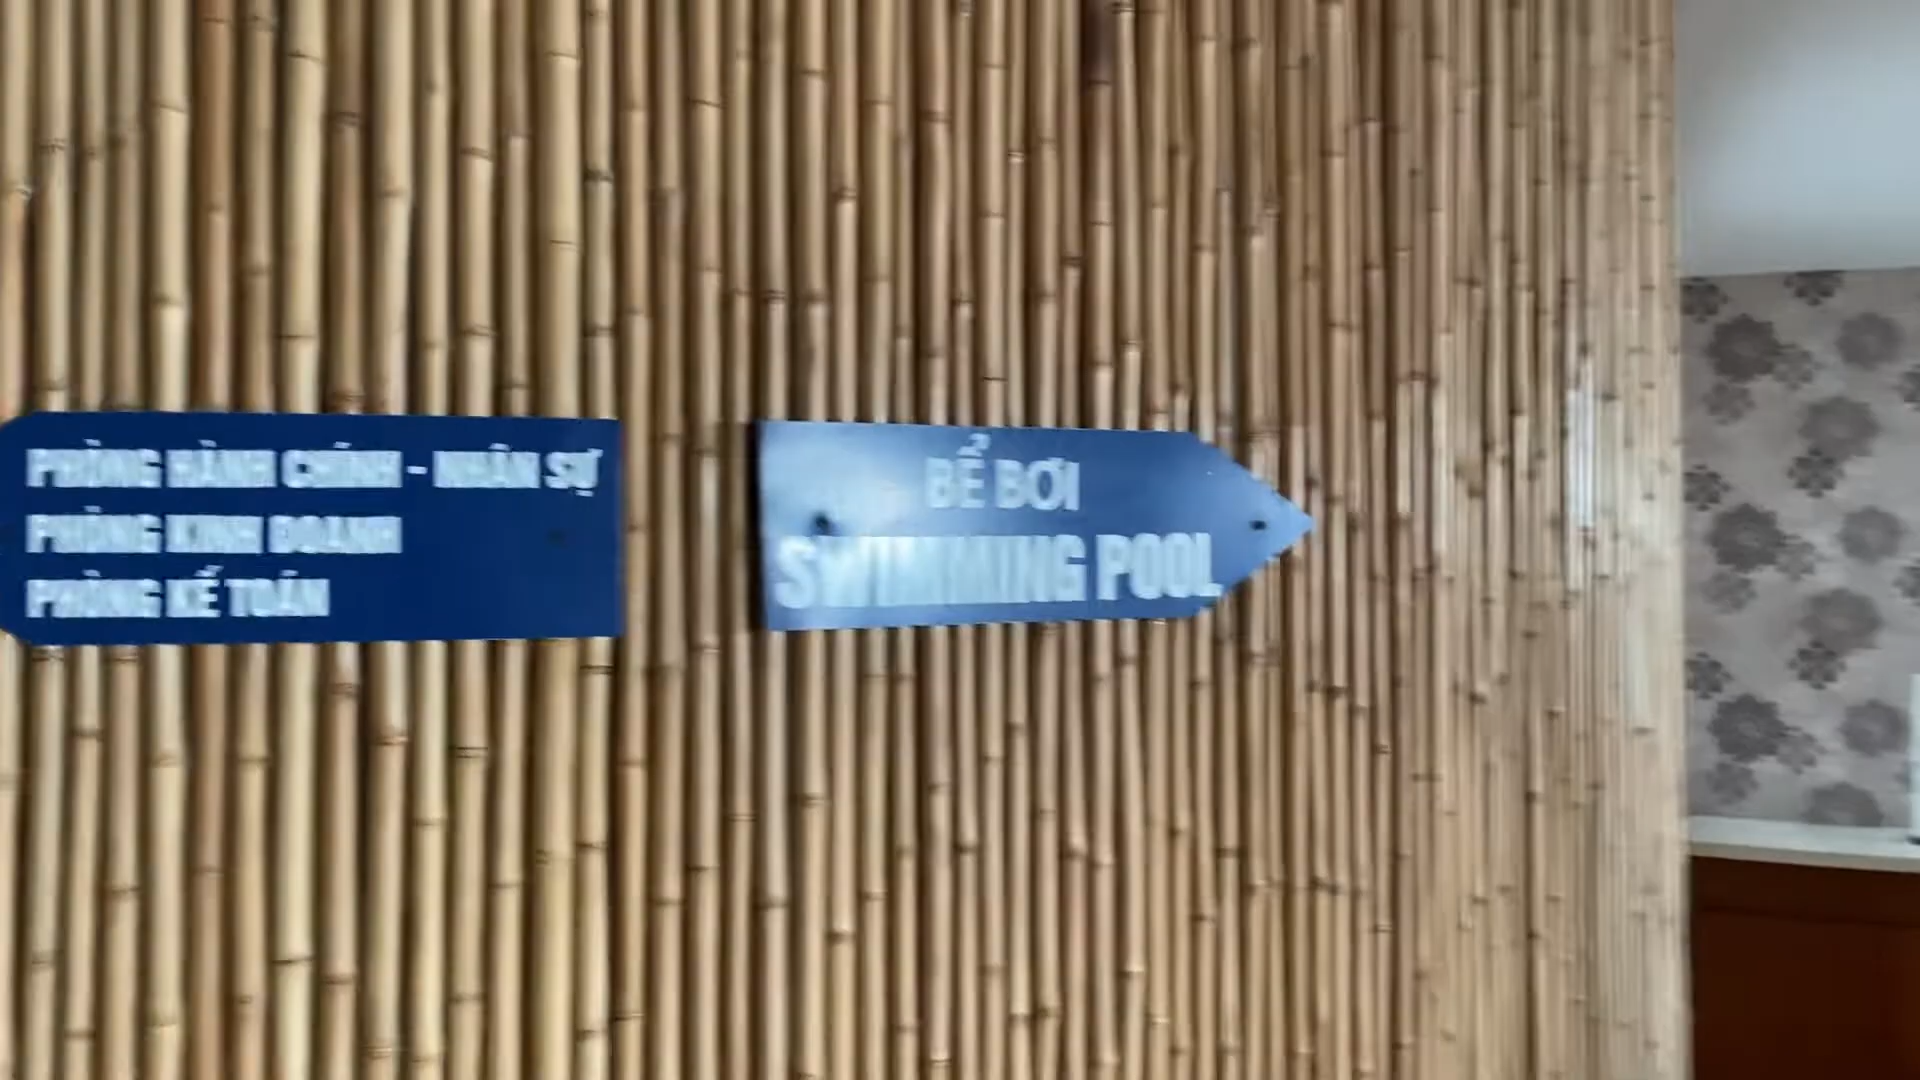 PHÒNG HÀNH CHÍNH - NHÂN SỰ
PHÒNG KINH DOANH
PHÒNG KẾ TOÁN
BỂ BƠI
SWIMMING POOL